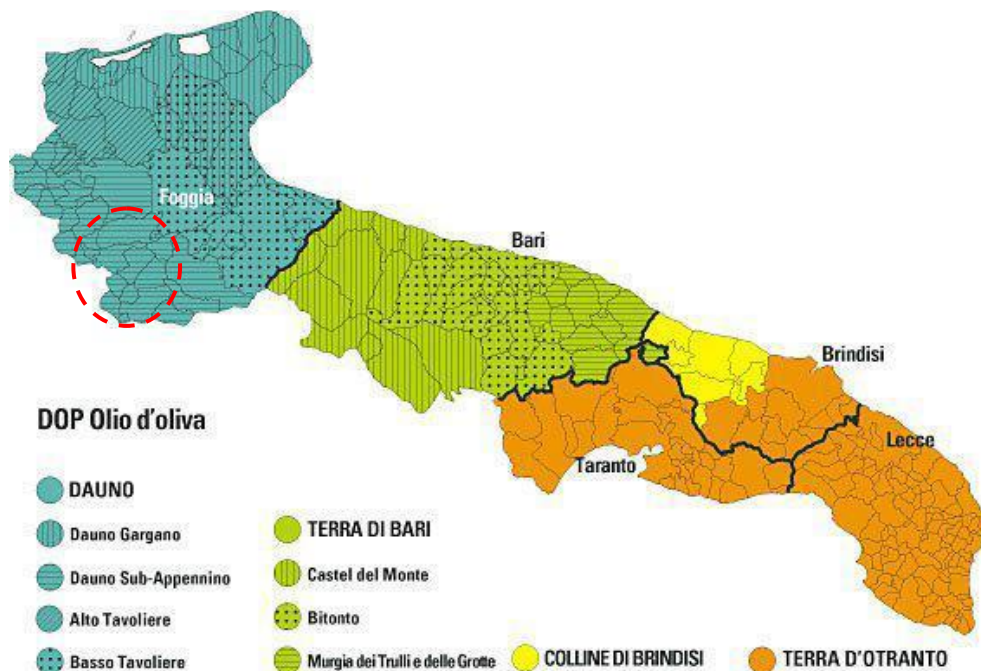 Foggia
Bari
Brindisi
Lecce
Taranto
DOP Olio d'oliva
DAUNO
Dauno Gargano
Dauno Sub-Appennino
Alto Tavoliere
Basso Tavoliere
TERRA DI BARI
Castel del Monte
Bitonto
Murgia dei Trulli e delle Grotte
COLLINE DI BRINDISI
TERRA D'OTRANTO